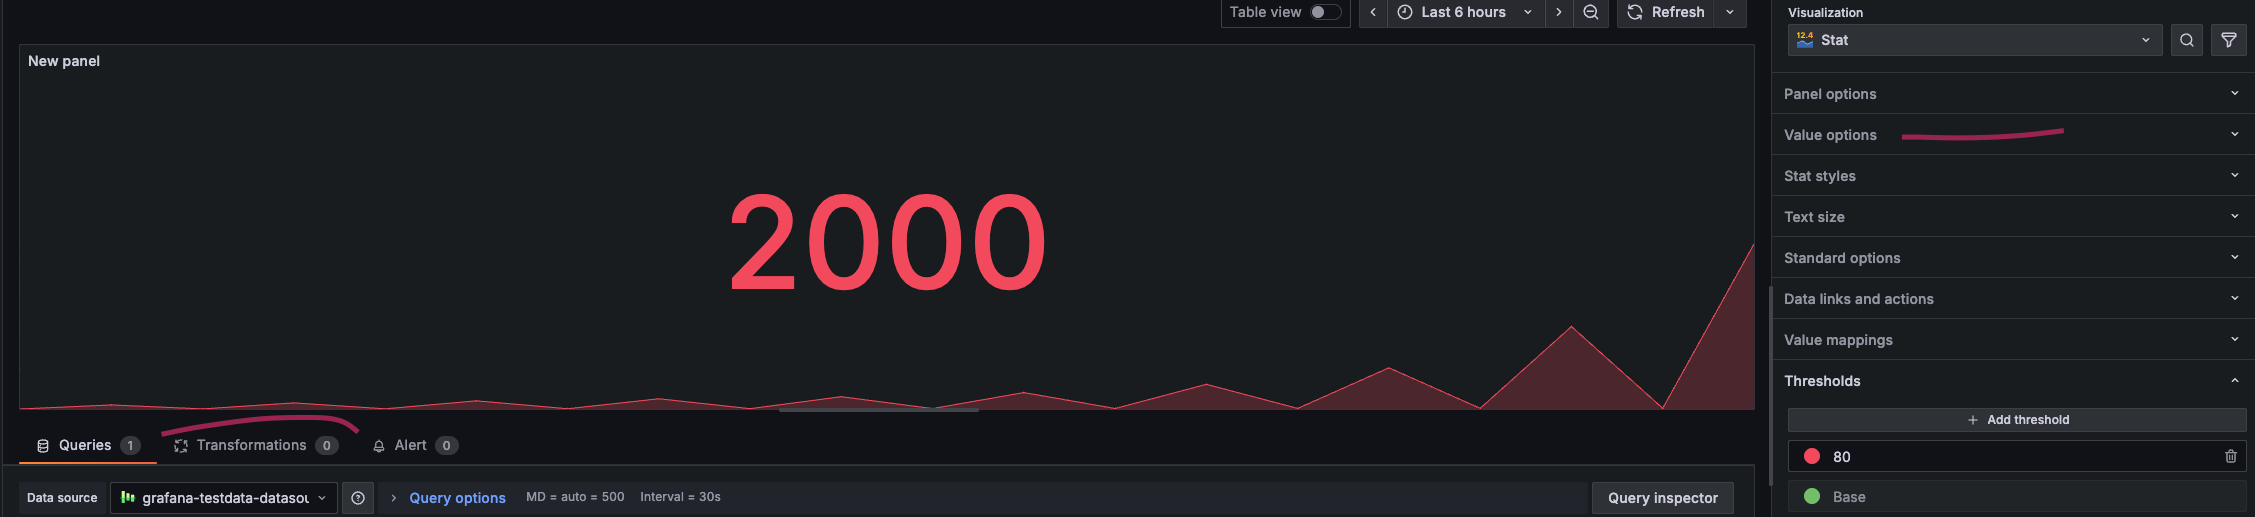 Table view
Last 6 hours
Refresh
Visualization
12.4
Stat
New panel
2000
Panel options
Value options
Stat styles
Text size
Standard options
Data links and actions
Value mappings
Thresholds
Add threshold
80
Base
Queries 1
Transformations 0
Alert 0
Data source
grafana-testdata-datasou
Query options
MD = auto = 500
Interval = 30s
Query inspector